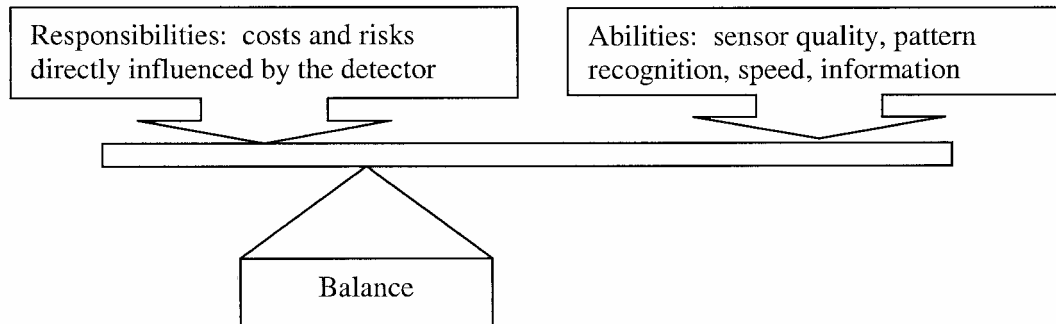 Responsibilities: costs and risks
directly influenced by the detector
Abilities: sensor quality, pattern
recognition, speed, information
Balance